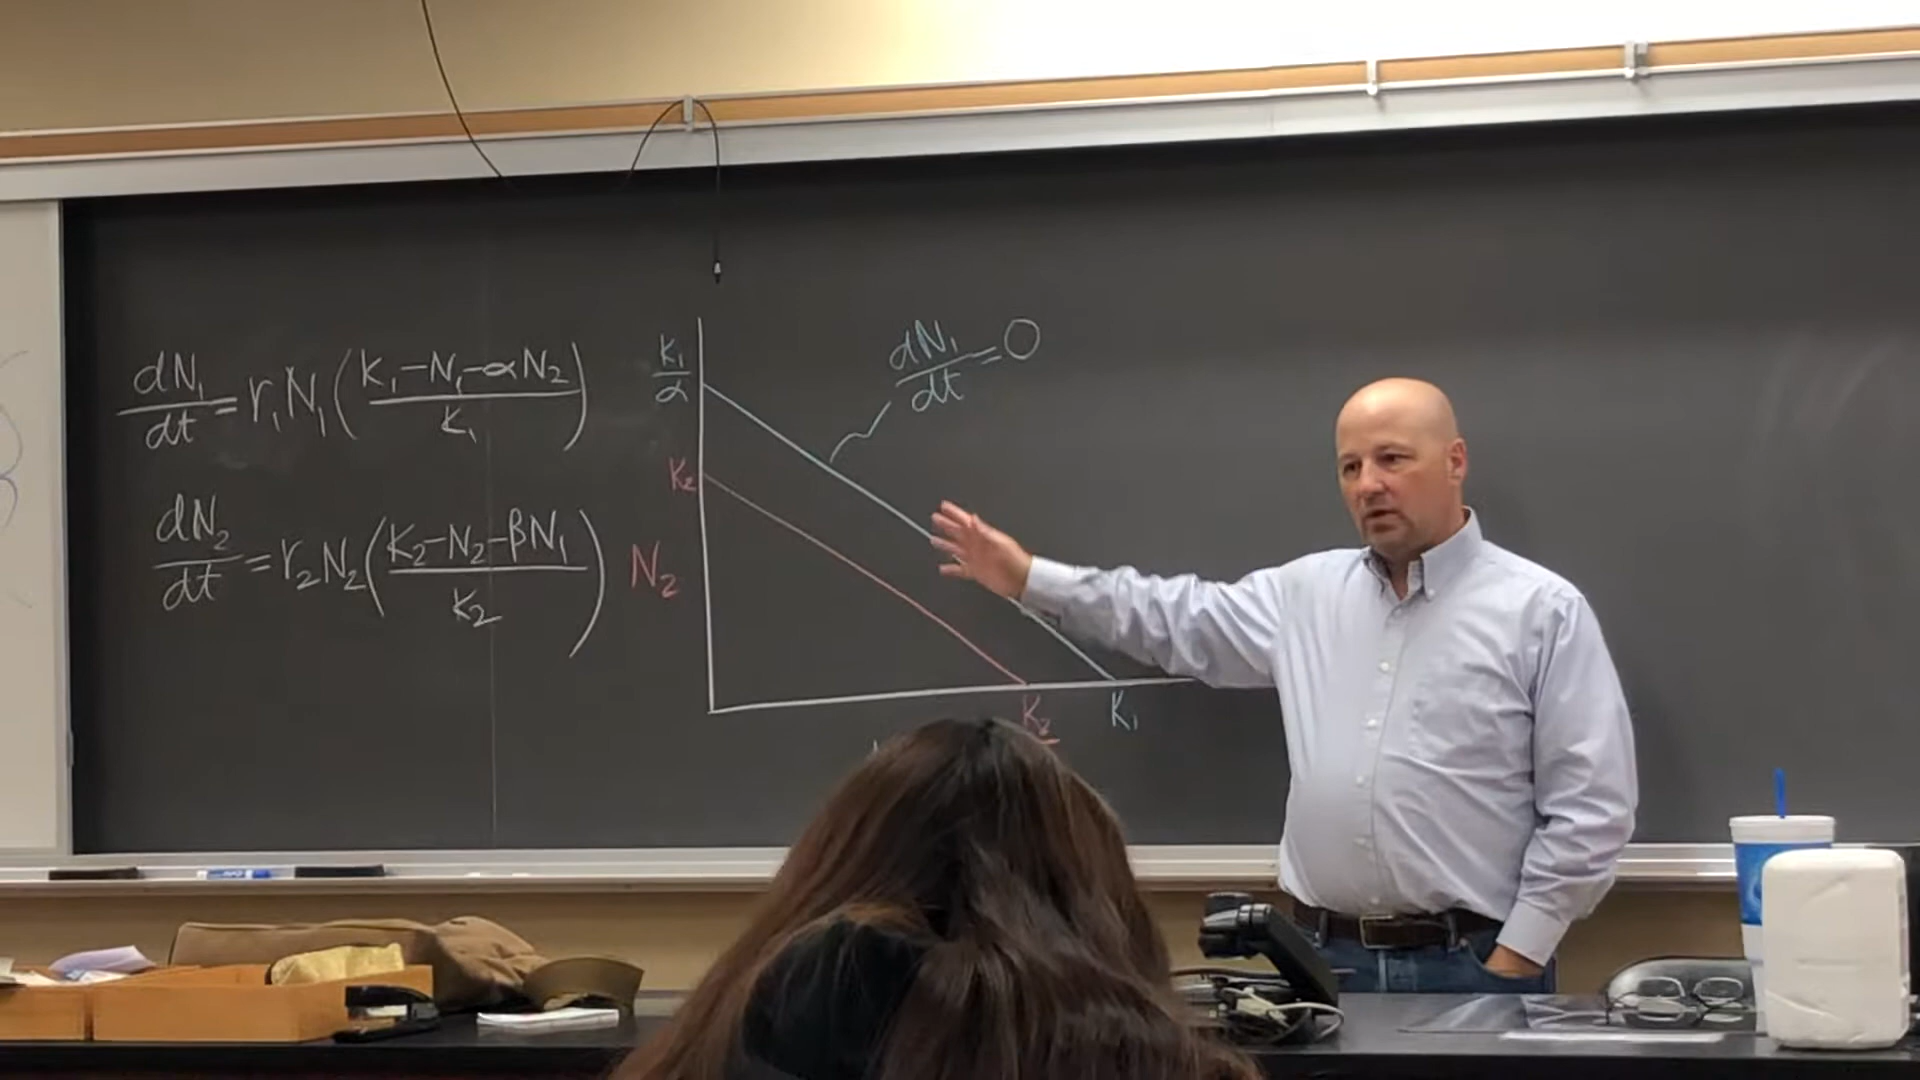 dN₁/dt = r₁N₁((K₁-N₁-αN₂)/K₁)
dN₂/dt = r₂N₂((K₂-N₂-βN₁)/K₂)
K₁/α
K₂
N₂
dN₁/dt = 0
K₂
K₁